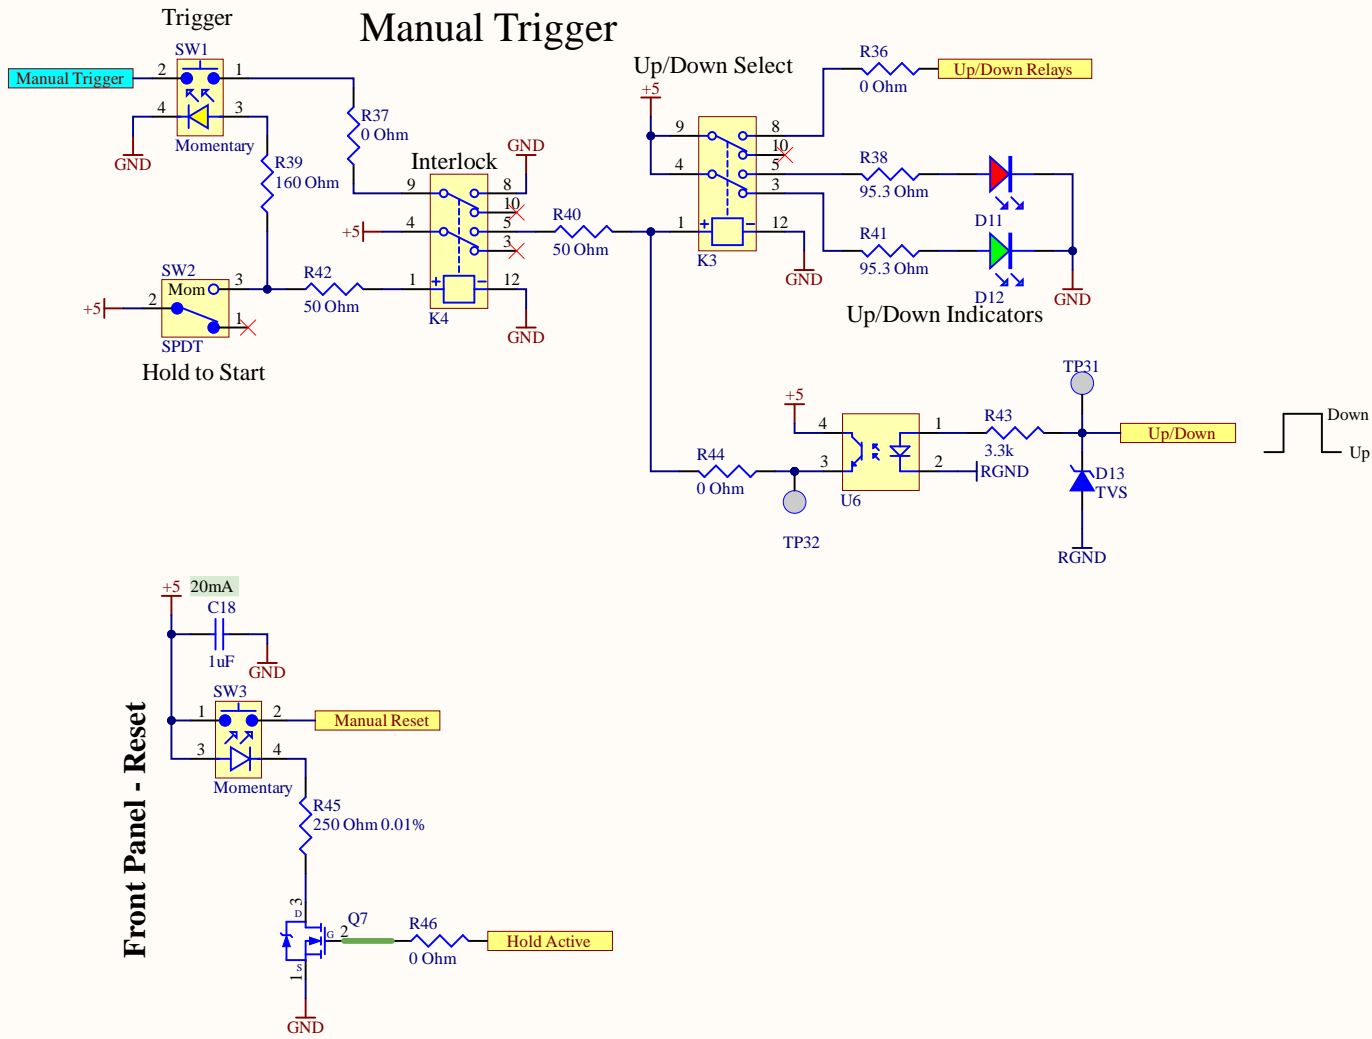 Manual Trigger
Trigger
SW1
Manual Trigger
2
1
4
3
Momentary
GND
R37
0 Ohm
R39
160 Ohm
Interlock
GND
9
8
10
4
5
3
+5
1
12
K4
GND
R40
50 Ohm
SW2
Mom
3
2
1
+5
SPDT
Hold to Start
R42
50 Ohm
Up/Down Select
+5
9
8
10
4
5
3
1
12
K3
GND
R36
0 Ohm
Up/Down Relays
R38
95.3 Ohm
D11
R41
95.3 Ohm
D12
GND
Up/Down Indicators
TP31
+5
4
1
3
2
U6
R43
3.3k
RGND
Up/Down
D13
TVS
RGND
Down
Up
R44
0 Ohm
TP32
+5
20mA
C18
1uF
GND
SW3
1
2
3
4
Manual Reset
Momentary
Front Panel - Reset
R45
250 Ohm 0.01%
3
D
Q7
G
2
S
1
R46
0 Ohm
Hold Active
GND